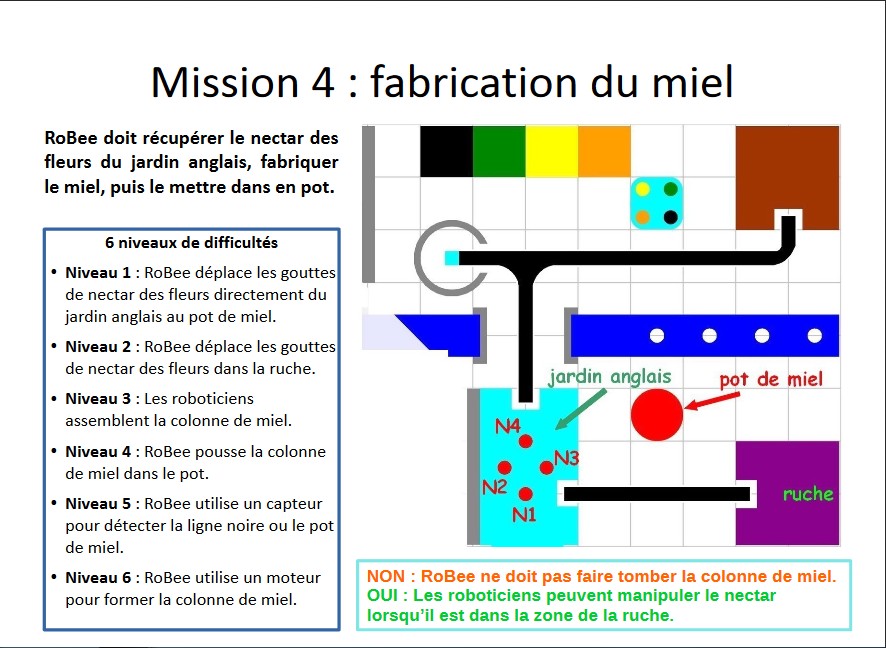 Mission 4 : fabrication du miel
RoBee doit récupérer le nectar des
fleurs du jardin anglais, fabriquer
le miel, puis le mettre dans en pot.
6 niveaux de difficultés
• Niveau 1 : RoBee déplace les gouttes
de nectar des fleurs directement du
jardin anglais au pot de miel.
• Niveau 2 : RoBee déplace les gouttes
de nectar des fleurs dans la ruche.
• Niveau 3 : Les roboticiens
assemblent la colonne de miel.
• Niveau 4 : RoBee pousse la colonne
de miel dans le pot.
• Niveau 5 : RoBee utilise un capteur
pour détecter la ligne noire ou le pot
de miel.
• Niveau 6 : RoBee utilise un moteur
pour former la colonne de miel.
jardin anglais
pot de miel
N4
N3
N2
N1
ruche
NON : RoBee ne doit pas faire tomber la colonne de miel.
OUI : Les roboticiens peuvent manipuler le nectar
lorsqu'il est dans la zone de la ruche.